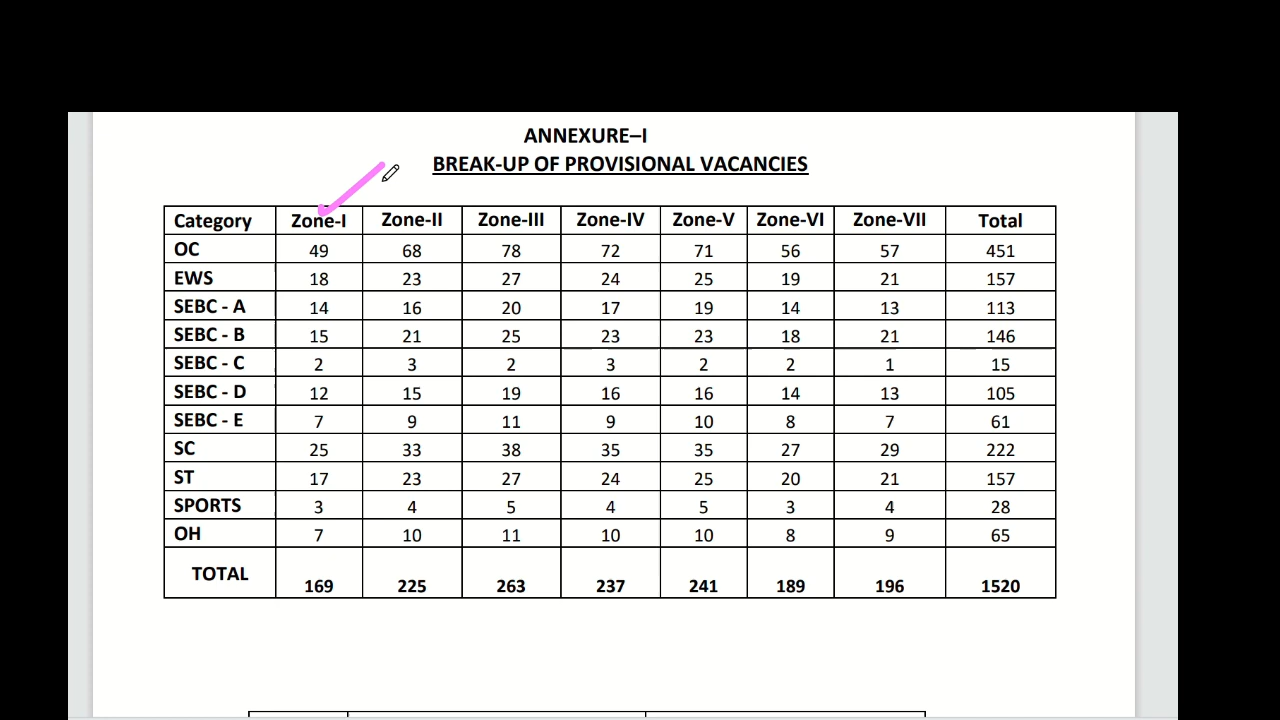 ANNEXURE–I
BREAK-UP OF PROVISIONAL VACANCIES
Category Zone-I Zone-II Zone-III Zone-IV Zone-V Zone-VI Zone-VII Total
OC 49 68 78 72 71 56 57 451
EWS 18 23 27 24 25 19 21 157
SEBC - A 14 16 20 17 19 14 13 113
SEBC - B 15 21 25 23 23 18 21 146
SEBC - C 2 3 2 3 2 2 1 15
SEBC - D 12 15 19 16 16 14 13 105
SEBC - E 7 9 11 9 10 8 7 61
SC 25 33 38 35 35 27 29 222
ST 17 23 27 24 25 20 21 157
SPORTS 3 4 5 4 5 3 4 28
OH 7 10 11 10 10 8 9 65
TOTAL 169 225 263 237 241 189 196 1520